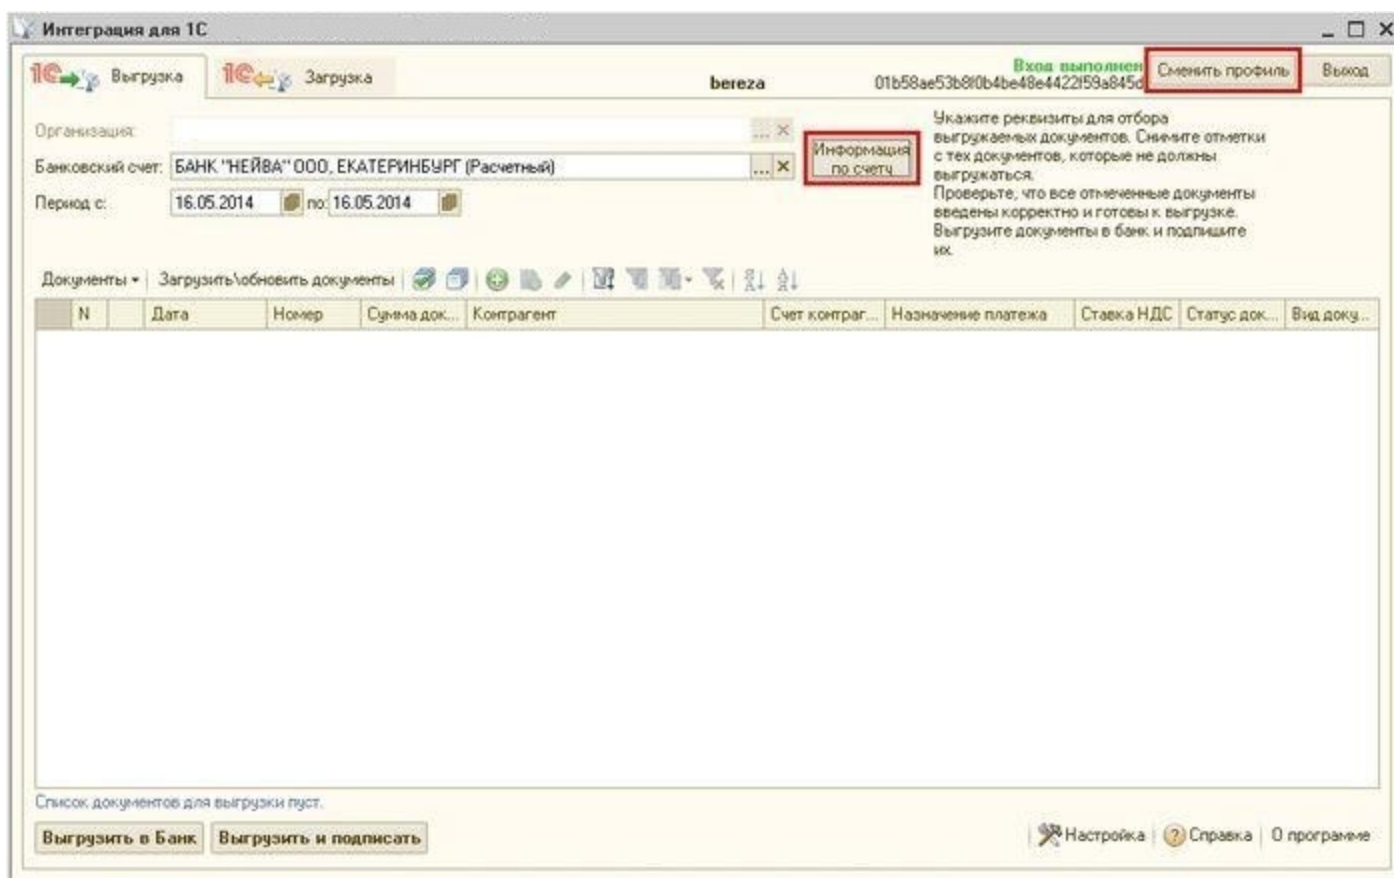 Интеграция для 1С
1С Выгрузка
1С Загрузка
bereza
Вход выполнен
01b58ae53b8f0b4be48e4422f59a845d
Сменить профиль
Выход
Организация:
Банковский счет: БАНК "НЕЙВА" ООО, ЕКАТЕРИНБУРГ (Расчетный)
Период с: 16.05.2014 по: 16.05.2014
Информация
по счету
Укажите реквизиты для отбора
выгружаемых документов. Снимите отметки
с тех документов, которые не должны
выгружаться.
Проверьте, что все отмеченные документы
введены корректно и готовы к выгрузке.
Выгрузите документы в банк и подпишите
их.
Документы Загрузить\обновить документы
N Дата Номер Сумма док... Контрагент Счет контраг... Назначение платежа Ставка НДС Статус док... Вид доку...
Список документов для выгрузки пуст.
Выгрузить в Банк Выгрузить и подписать
Настройка Справка О программе